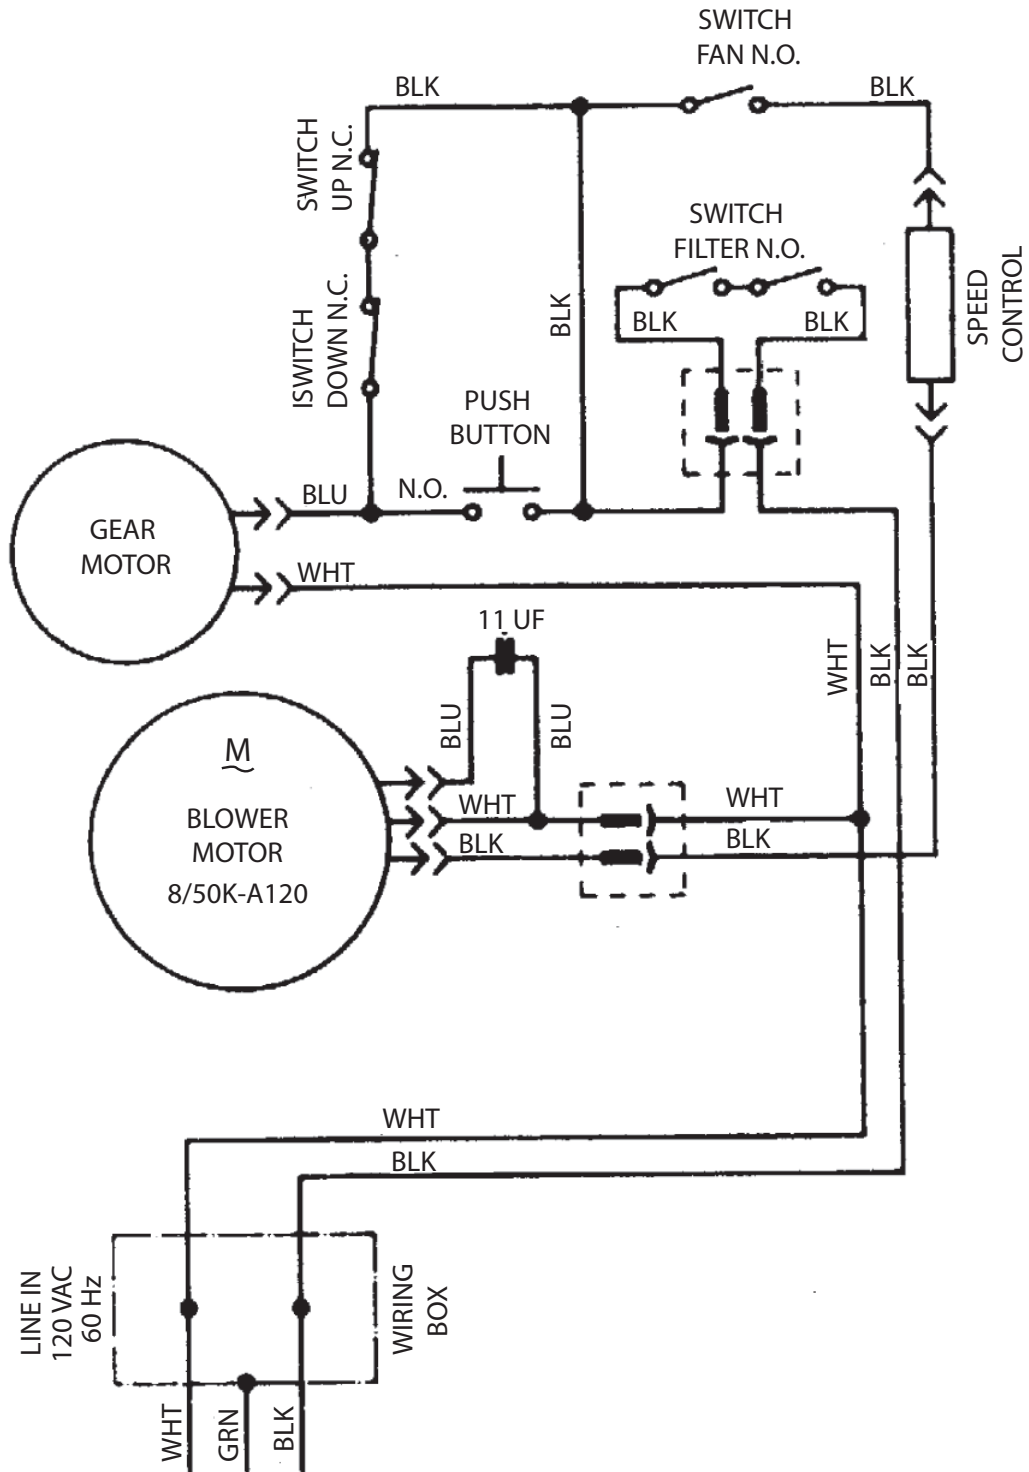 SWITCH
FAN N.O.
BLK
BLK
SWITCH
UP N.C.
SWITCH
FILTER N.O.
ISWITCH
DOWN N.C.
BLK
BLK
BLK
SPEED
CONTROL
PUSH
BUTTON
BLU
N.O.
GEAR
MOTOR
WHT
11 UF
WHT
BLK
BLK
BLU
BLU
M
BLOWER
MOTOR
8/50K-A120
WHT
BLK
WHT
BLK
WHT
BLK
LINE IN
120 VAC
60 Hz
WIRING
BOX
WHT
GRN
BLK